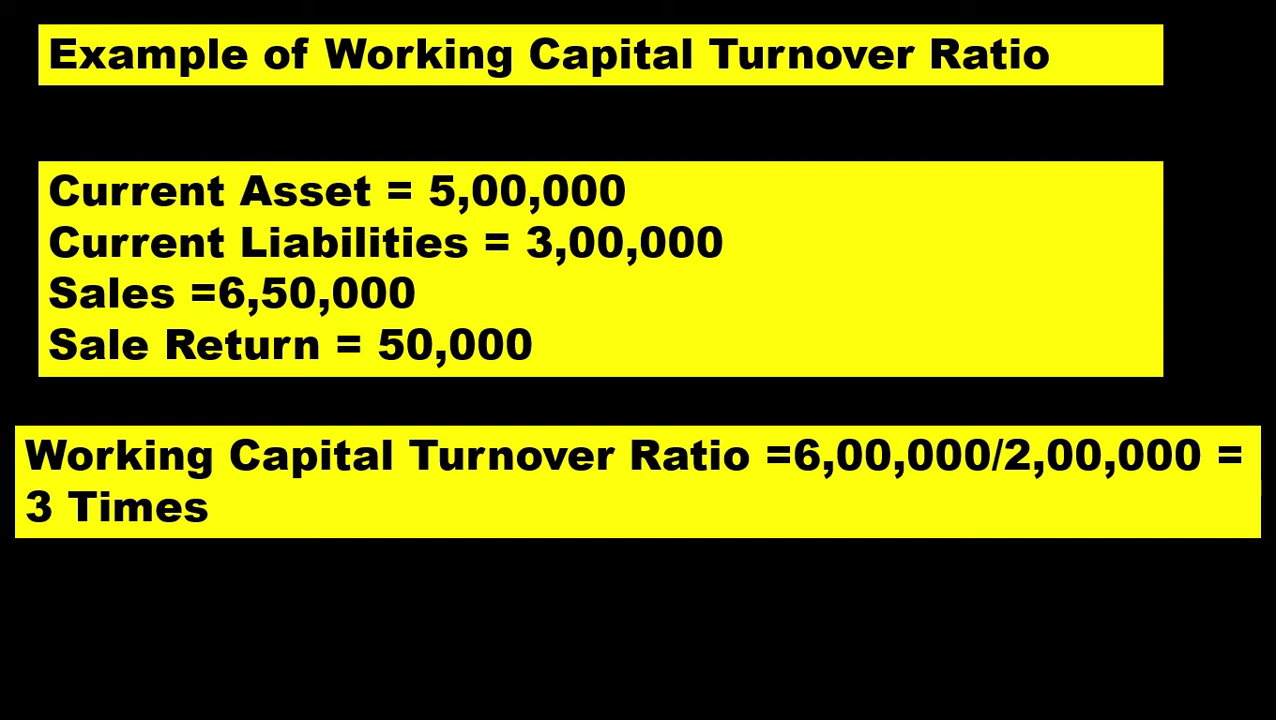 Example of Working Capital Turnover Ratio
Current Asset = 5,00,000
Current Liabilities = 3,00,000
Sales =6,50,000
Sale Return = 50,000
Working Capital Turnover Ratio =6,00,000/2,00,000 =
3 Times